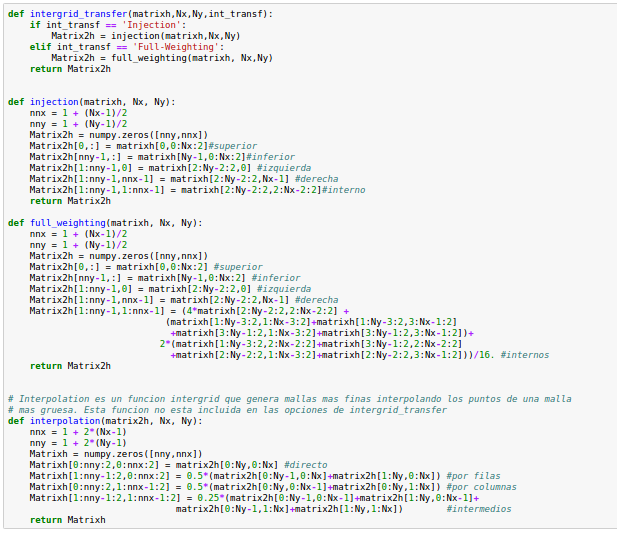 def intergrid_transfer(matrixh,Nx,Ny,int_transf):
    if int_transf == 'Injection':
        Matrix2h = injection(matrixh,Nx,Ny)
    elif int_transf == 'Full-Weighting':
        Matrix2h = full_weighting(matrixh, Nx,Ny)
    return Matrix2h
def injection(matrixh, Nx, Ny):
    nnx = 1 + (Nx-1)/2
    nny = 1 + (Ny-1)/2
    Matrix2h = numpy.zeros([nny,nnx])
    Matrix2h[0,:] = matrixh[0,0:Nx:2]#superior
    Matrix2h[nny-1,:] = matrixh[Ny-1,0:Nx:2]#inferior
    Matrix2h[1:nny-1,0] = matrixh[2:Ny-2:2,0] #izquierda
    Matrix2h[1:nny-1,nnx-1] = matrixh[2:Ny-2:2,Nx-1] #derecha
    Matrix2h[1:nny-1,1:nnx-1] = matrixh[2:Ny-2:2,2:Nx-2:2]#interno
    return Matrix2h
def full_weighting(matrixh, Nx, Ny):
    nnx = 1 + (Nx-1)/2
    nny = 1 + (Ny-1)/2
    Matrix2h = numpy.zeros([nny,nnx])
    Matrix2h[0,:] = matrixh[0,0:Nx:2] #superior
    Matrix2h[nny-1,:] = matrixh[Ny-1,0:Nx:2] #inferior
    Matrix2h[1:nny-1,0] = matrixh[2:Ny-2:2,0] #izquierda
    Matrix2h[1:nny-1,nnx-1] = matrixh[2:Ny-2:2,Nx-1] #derecha
    Matrix2h[1:nny-1,1:nnx-1] = (4*matrixh[2:Ny-2:2,2:Nx-2:2] +
                             (matrixh[1:Ny-3:2,1:Nx-3:2]+matrixh[1:Ny-3:2,3:Nx-1:2]
                              +matrixh[3:Ny-1:2,1:Nx-3:2]+matrixh[3:Ny-1:2,3:Nx-1:2])+
                            2*(matrixh[1:Ny-3:2,2:Nx-2:2]+matrixh[3:Ny-1:2,2:Nx-2:2]
                              +matrixh[2:Ny-2:2,1:Nx-3:2]+matrixh[2:Ny-2:2,3:Nx-1:2]))/16. #internos
    return Matrix2h
# Interpolation es un funcion intergrid que genera mallas mas finas interpolando los puntos de una malla
# mas gruesa. Esta funcion no esta incluida en las opciones de intergrid_transfer
def interpolation(matrix2h, Nx, Ny):
    nnx = 1 + 2*(Nx-1)
    nny = 1 + 2*(Ny-1)
    Matrixh = numpy.zeros([nny,nnx])
    Matrixh[0:nny:2,0:nnx:2] = matrix2h[0:Ny,0:Nx] #directo
    Matrixh[1:nny-1:2,0:nnx:2] = 0.5*(matrix2h[0:Ny-1,0:Nx]+matrix2h[1:Ny,0:Nx]) #por filas
    Matrixh[0:nny:2,1:nnx-1:2] = 0.5*(matrix2h[0:Ny,0:Nx-1]+matrix2h[0:Ny,1:Nx]) #por columnas
    Matrixh[1:nny-1:2,1:nnx-1:2] = 0.25*(matrix2h[0:Ny-1,0:Nx-1]+matrix2h[1:Ny,0:Nx-1]+
                               matrix2h[0:Ny-1,1:Nx]+matrix2h[1:Ny,1:Nx])        #intermedios
    return Matrixh